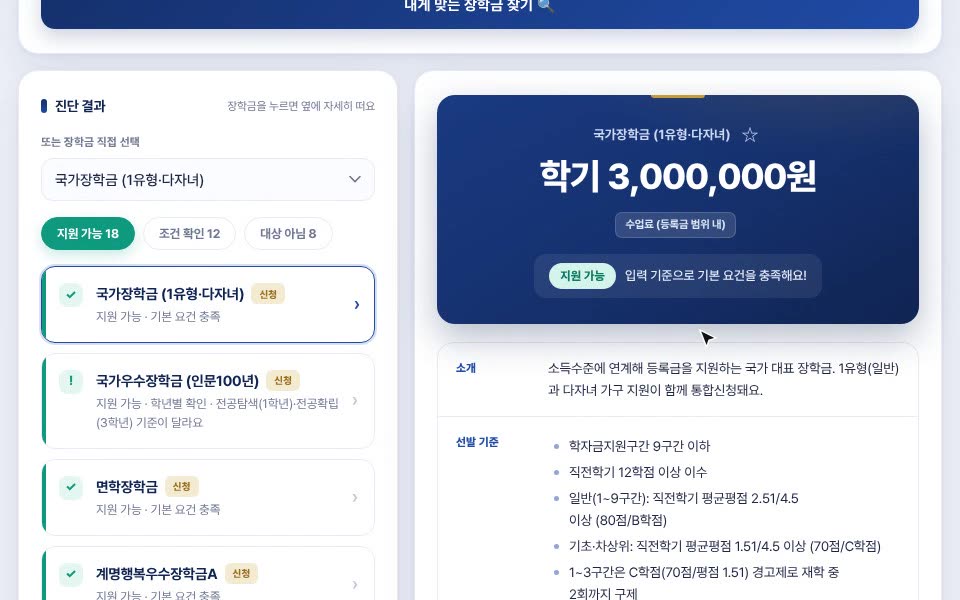 내게 맞는 장학금 찾기 🔍
진단 결과
장학금을 누르면 옆에 자세히 떠요
또는 장학금 직접 선택
국가장학금 (1유형·다자녀)
지원 가능 18
조건 확인 12
대상 아님 8
국가장학금 (1유형·다자녀) 신청
지원 가능 · 기본 요건 충족
국가우수장학금 (인문100년) 신청
지원 가능 · 학년별 확인 · 전공탐색(1학년)·전공확립
(3학년) 기준이 달라요
면학장학금 신청
지원 가능 · 기본 요건 충족
계명행복우수장학금A 신청
지원 가능 · 기본 요건 충족
국가장학금 (1유형·다자녀) ☆
학기 3,000,000원
수업료 (등록금 범위 내)
지원 가능 입력 기준으로 기본 요건을 충족해요!
소개
소득수준에 연계해 등록금을 지원하는 국가 대표 장학금. 1유형(일반)
과 다자녀 가구 지원이 함께 통합신청돼요.
선발 기준
학자금지원구간 9구간 이하
직전학기 12학점 이상 이수
일반(1~9구간): 직전학기 평균평점 2.51/4.5
이상 (80점/B학점)
기초·차상위: 직전학기 평균평점 1.51/4.5 이상 (70점/C학점)
1~3구간은 C학점(70점/평점 1.51) 경고제로 재학 중
2회까지 구제